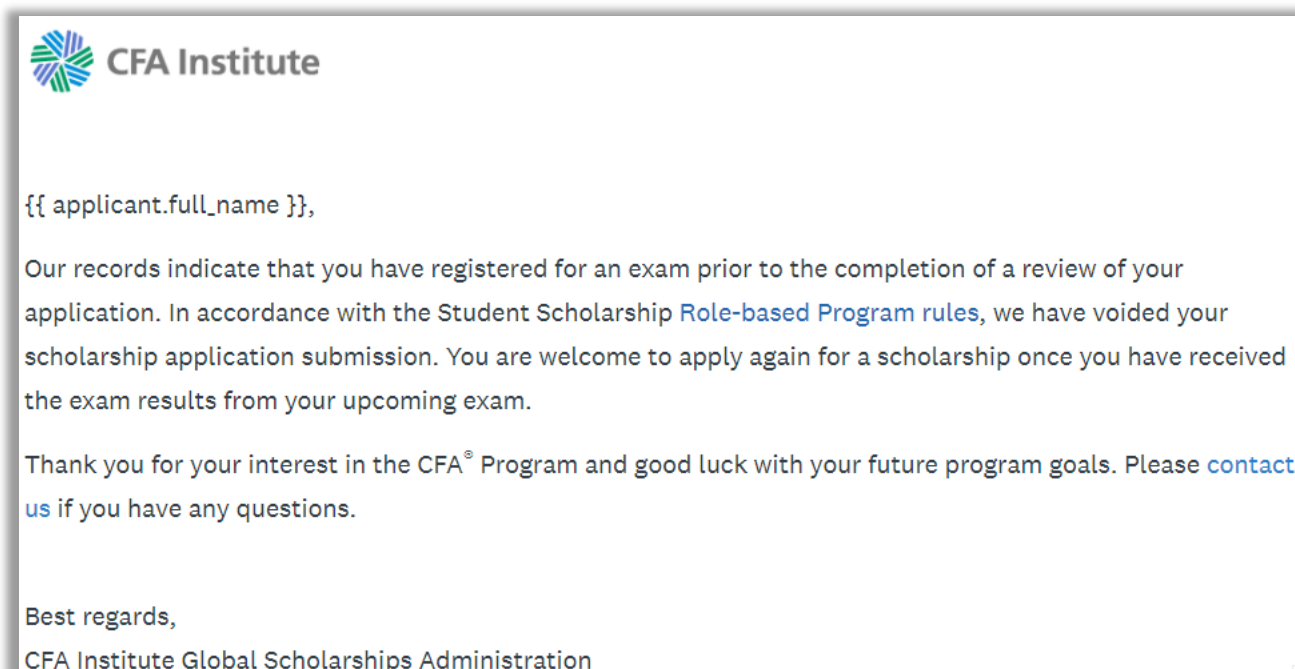 CFA Institute
{{ applicant.full_name }},
Our records indicate that you have registered for an exam prior to the completion of a review of your
application. In accordance with the Student Scholarship Role-based Program rules, we have voided your
scholarship application submission. You are welcome to apply again for a scholarship once you have received
the exam results from your upcoming exam.
Thank you for your interest in the CFA® Program and good luck with your future program goals. Please contact
us if you have any questions.
Best regards,
CFA Institute Global Scholarships Administration